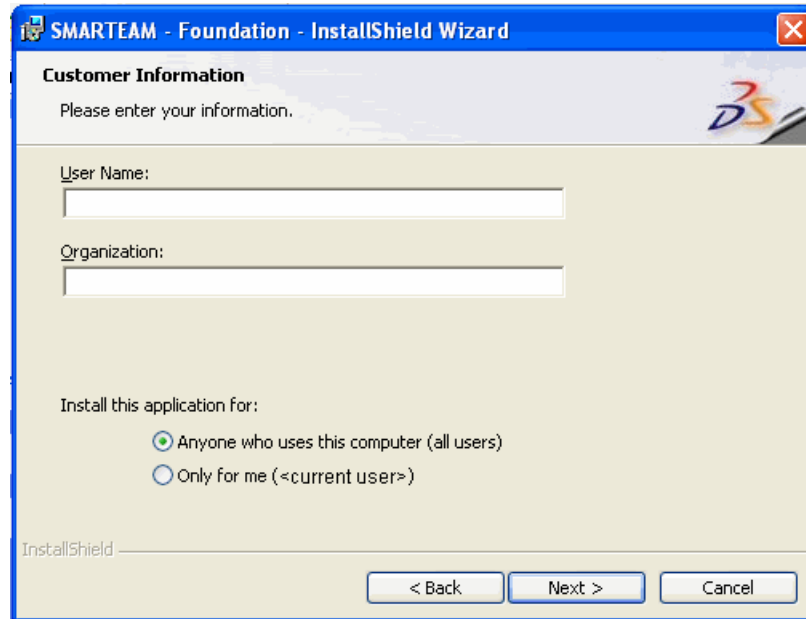 SMARTEAM - Foundation - InstallShield Wizard
Customer Information
Please enter your information.
DS
User Name:
Organization:
Install this application for:
Anyone who uses this computer (all users)
Only for me (<current user>)
InstallShield
< Back
Next >
Cancel